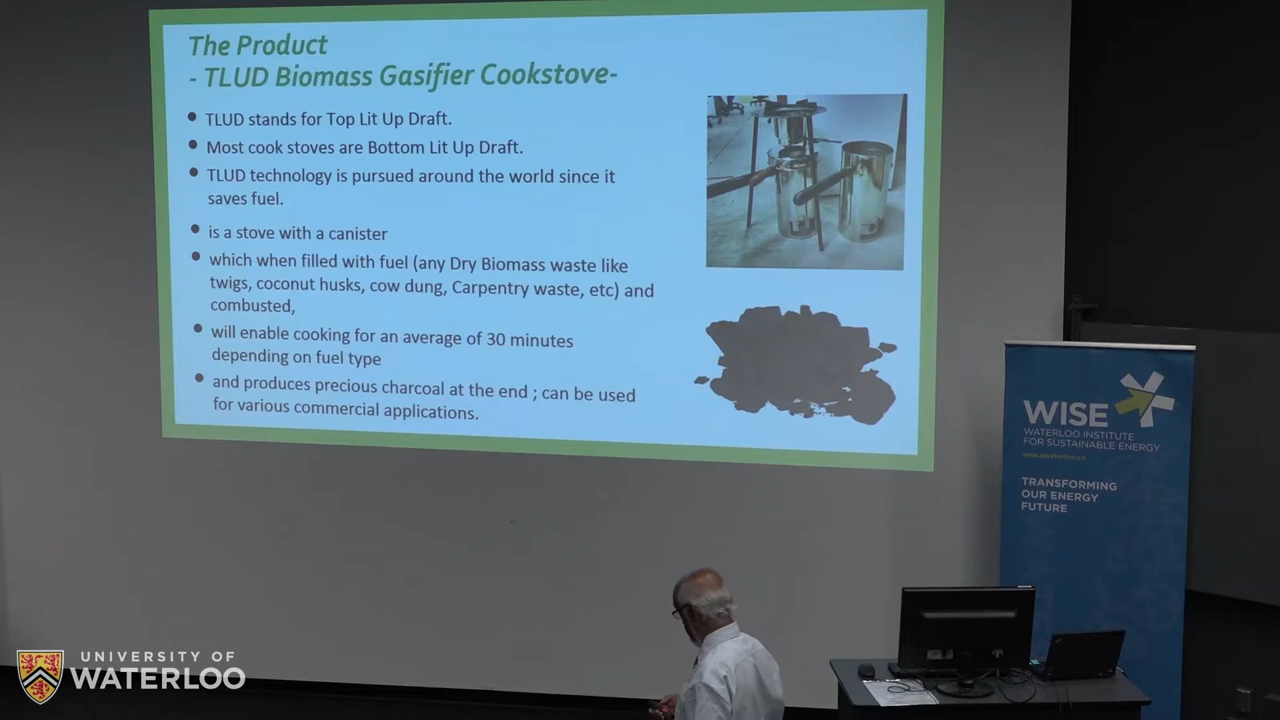 The Product
- TLUD Biomass Gasifier Cookstove-
• TLUD stands for Top Lit Up Draft.
• Most cook stoves are Bottom Lit Up Draft.
• TLUD technology is pursued around the world since it
saves fuel.
• is a stove with a canister
• which when filled with fuel (any Dry Biomass waste like
twigs, coconut husks, cow dung, Carpentry waste, etc) and
combusted,
• will enable cooking for an average of 30 minutes
depending on fuel type
• and produces precious charcoal at the end ; can be used
for various commercial applications.
WISE
WATERLOO INSTITUTE
FOR SUSTAINABLE ENERGY
TRANSFORMING
OUR ENERGY
FUTURE
UNIVERSITY OF
WATERLOO